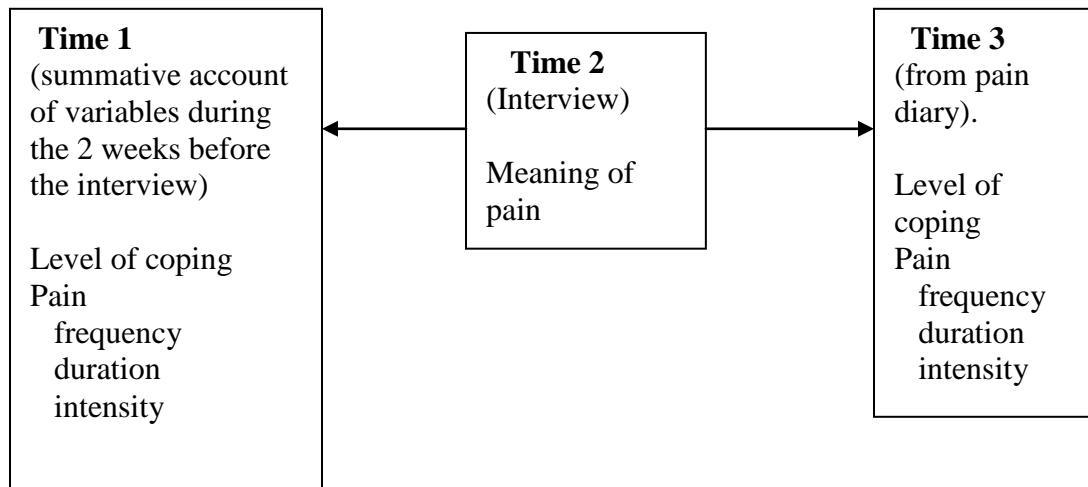 Time 1
(summative account
of variables during
the 2 weeks before
the interview)
Level of coping
Pain
frequency
duration
intensity
Time 2
(Interview)
Meaning of
pain
Time 3
(from pain
diary).
Level of
coping
Pain
frequency
duration
intensity